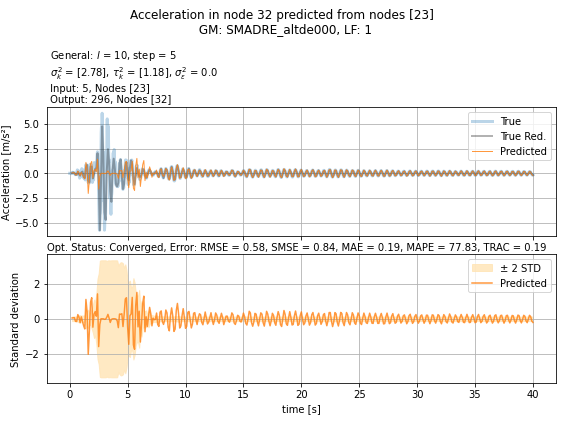 Acceleration in node 32 predicted from nodes [23]
GM: SMADRE_altde000, LF: 1
General: l = 10, step = 5
σ²ₖ = [2.78], τ²ₖ = [1.18], σ²ε = 0.0
Input: 5, Nodes [23]
Output: 296, Nodes [32]
Acceleration [m/s²]
5.0
2.5
0.0
−2.5
−5.0
True
True Red.
Predicted
Opt. Status: Converged, Error: RMSE = 0.58, SMSE = 0.84, MAE = 0.19, MAPE = 77.83, TRAC = 0.19
Standard deviation
2
0
−2
± 2 STD
Predicted
0 5 10 15 20 25 30 35 40
time [s]